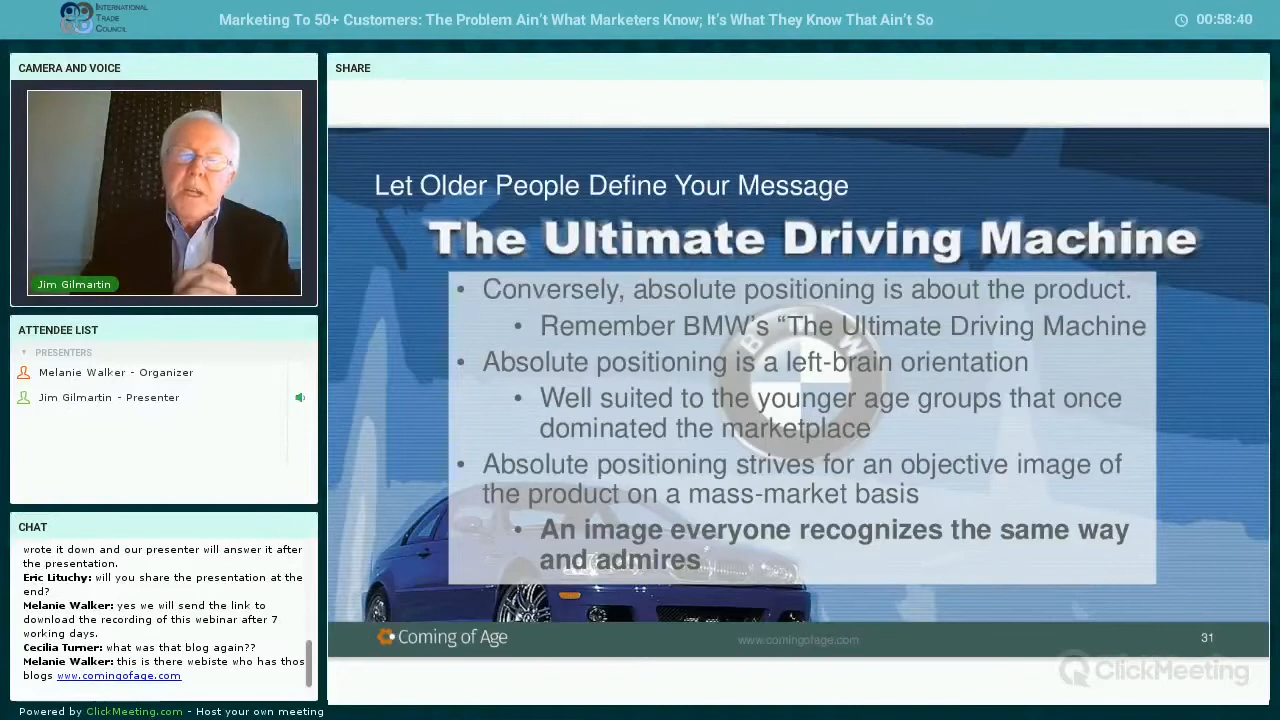 INTERNATIONAL
TRADE
COUNCIL
Marketing To 50+ Customers: The Problem Ain't What Marketers Know; It's What They Know That Ain't So
00:58:40
CAMERA AND VOICE
Jim Gilmartin
ATTENDEE LIST
PRESENTERS
Melanie Walker - Organizer
Jim Gilmartin - Presenter
CHAT
wrote it down and our presenter will answer it after
the presentation.
Eric Lituchy: will you share the presentation at the
end?
Melanie Walker: yes we will send the link to
download the recording of this webinar after 7
working days.
Cecilia Turner: what was that blog again??
Melanie Walker: this is there webiste who has thos
blogs www.comingofage.com
SHARE
Let Older People Define Your Message
The Ultimate Driving Machine
• Conversely, absolute positioning is about the product.
• Remember BMW's “The Ultimate Driving Machine
• Absolute positioning is a left-brain orientation
• Well suited to the younger age groups that once
dominated the marketplace
• Absolute positioning strives for an objective image of
the product on a mass-market basis
• An image everyone recognizes the same way
and admires
Coming of Age
www.comingofage.com
31
ClickMeeting
Powered by ClickMeeting.com - Host your own meeting